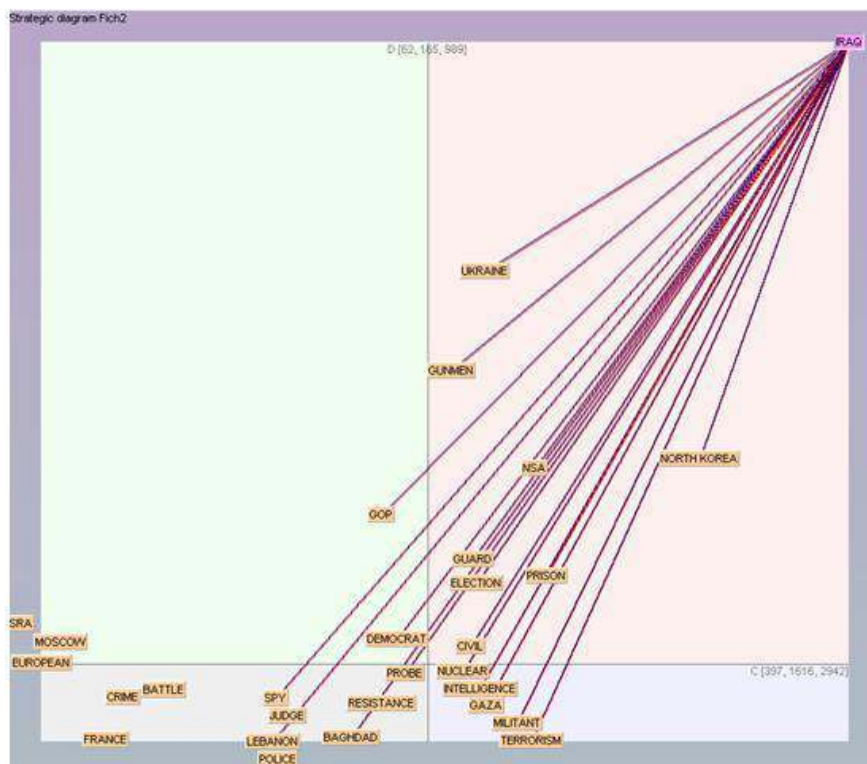 Strategic diagram Fich2
IRAQ
D [62, 185, 989]
UKRAINE
GUNMEN
NORTH KOREA
NSA
GOP
GUARD
PRISON
ELECTION
SRA
DEMOCRAT
MOSCOW
CIVIL
EUROPEAN
PROBE
NUCLEAR
C [397, 1616, 2942]
BATTLE
INTELLIGENCE
CRIME
SPY
RESISTANCE
GAZA
JUDGE
MILITANT
FRANCE
LEBANON
BAGHDAD
TERRORISM
POLICE